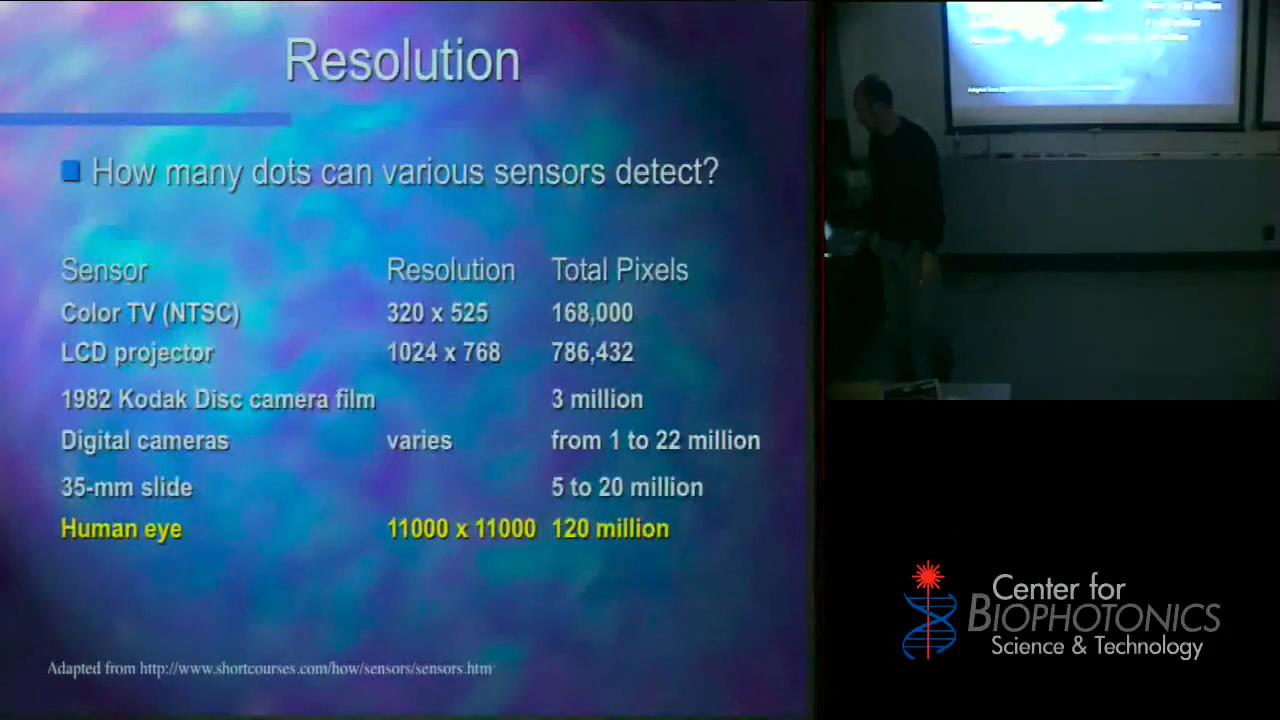 Resolution
How many dots can various sensors detect?
Sensor Resolution Total Pixels
Color TV (NTSC) 320 x 525 168,000
LCD projector 1024 x 768 786,432
1982 Kodak Disc camera film 3 million
Digital cameras varies from 1 to 22 million
35-mm slide 5 to 20 million
Human eye 11000 x 11000 120 million
Adapted from http://www.shortcourses.com/how/sensors/sensors.htm
Center for
BIOPHOTONICS
Science & Technology